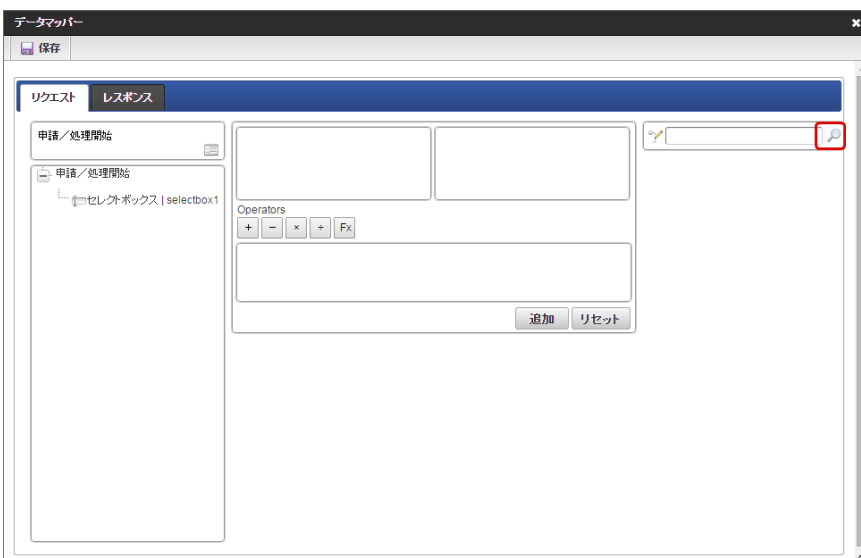 データマッパー
保存
リクエスト レスポンス
申請／処理開始
申請／処理開始
セレクトボックス | selectbox1
Operators
+ − × ÷ Fx
追加 リセット